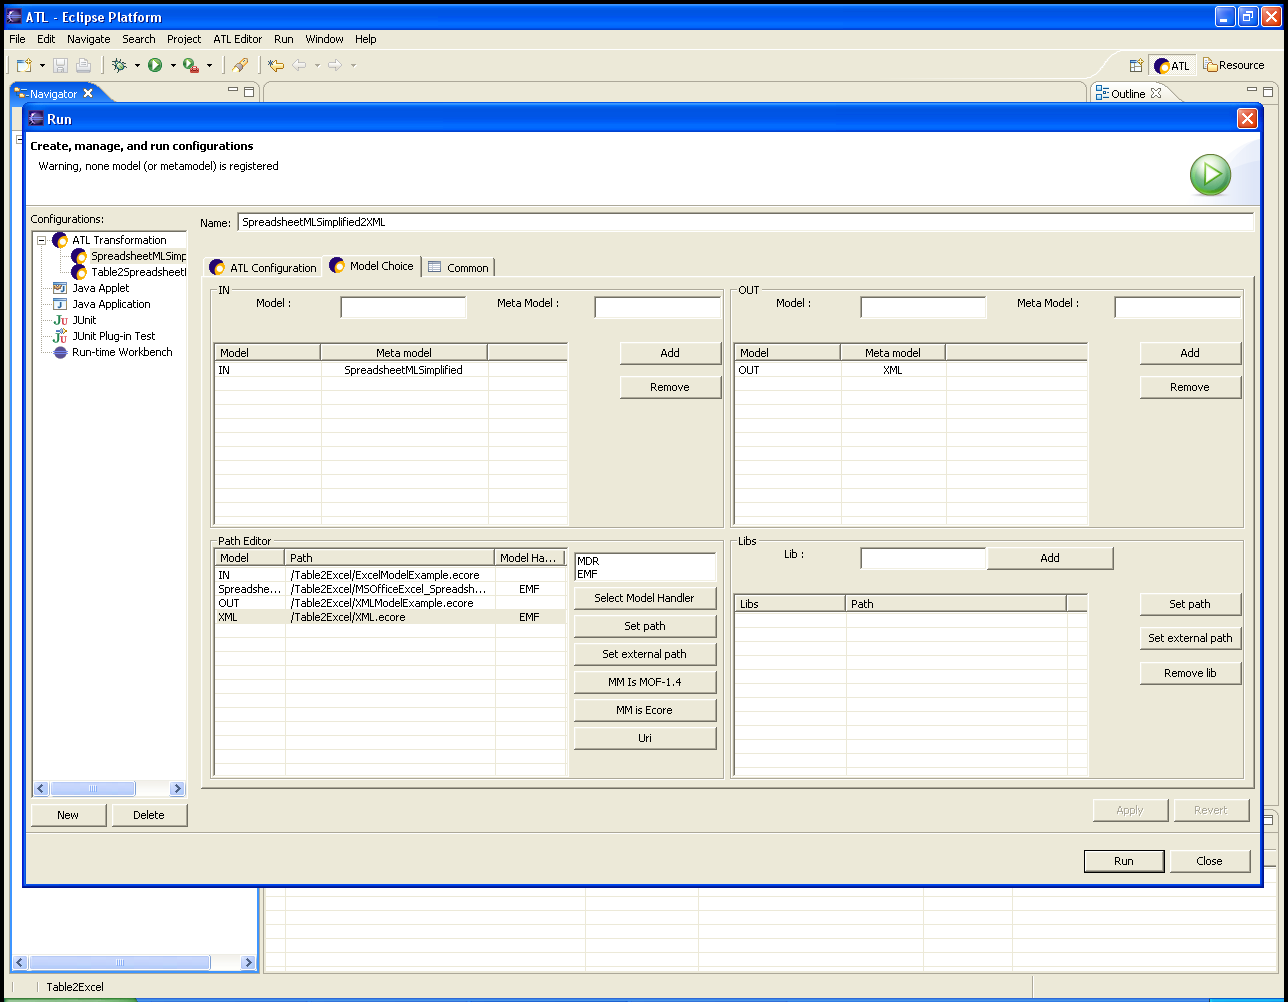 ATL - Eclipse Platform
File Edit Navigate Search Project ATL Editor Run Window Help
ATL Resource
Navigator Outline
Run
Create, manage, and run configurations
Warning, none model (or metamodel) is registered
Configurations:
Name: SpreadsheetMLSimplified2XML
ATL Transformation
SpreadsheetMLSimp
Table2Spreadsheet
Java Applet
Java Application
JUnit
JUnit Plug-in Test
Run-time Workbench
ATL Configuration Model Choice Common
IN
Model : Meta Model :
Model Meta model
IN SpreadsheetMLSimplified
Add
Remove
OUT
Model : Meta Model :
Model Meta model
OUT XML
Add
Remove
Path Editor
Model Path Model Ha...
IN /Table2Excel/ExcelModelExample.ecore
Spreadshe... /Table2Excel/MSOfficeExcel_Spreadsh... EMF
OUT /Table2Excel/XMLModelExample.ecore
XML /Table2Excel/XML.ecore EMF
MDR
EMF
Select Model Handler
Set path
Set external path
MM Is MOF-1.4
MM is Ecore
Uri
Libs
Lib : Add
Libs Path
Set path
Set external path
Remove lib
New Delete
Apply Revert
Run Close
Table2Excel